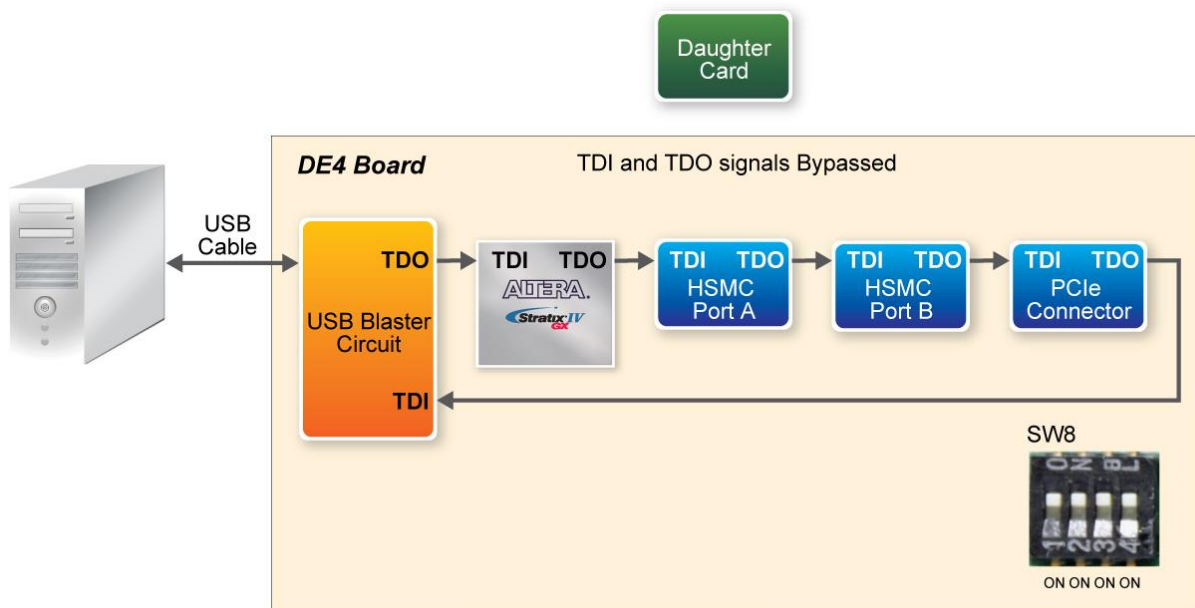 Daughter
Card
DE4 Board
TDI and TDO signals Bypassed
USB
Cable
TDO
USB Blaster
Circuit
TDI
TDI TDO
ALTERA.
Stratix IV
GX
TDI TDO
HSMC
Port A
TDI TDO
HSMC
Port B
TDI TDO
PCIe
Connector
SW8
1 2 3 4
ON ON ON ON